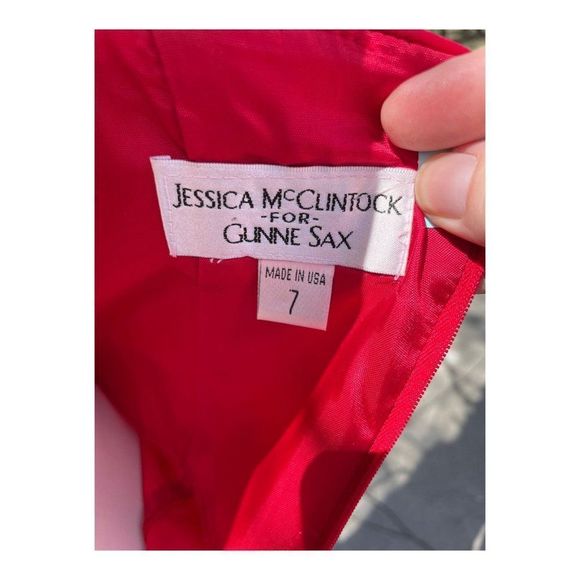 JESSICA McCLINTOCK
-FOR-
GUNNE SAX
MADE IN USA
7